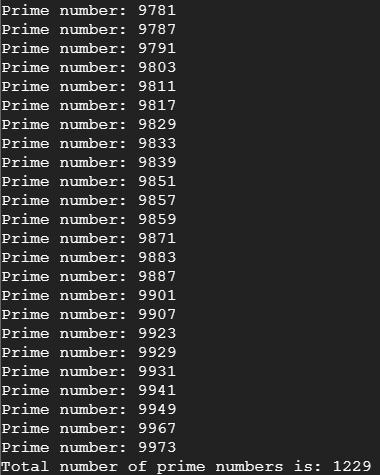 Prime number: 9781
Prime number: 9787
Prime number: 9791
Prime number: 9803
Prime number: 9811
Prime number: 9817
Prime number: 9829
Prime number: 9833
Prime number: 9839
Prime number: 9851
Prime number: 9857
Prime number: 9859
Prime number: 9871
Prime number: 9883
Prime number: 9887
Prime number: 9901
Prime number: 9907
Prime number: 9923
Prime number: 9929
Prime number: 9931
Prime number: 9941
Prime number: 9949
Prime number: 9967
Prime number: 9973
Total number of prime numbers is: 1229